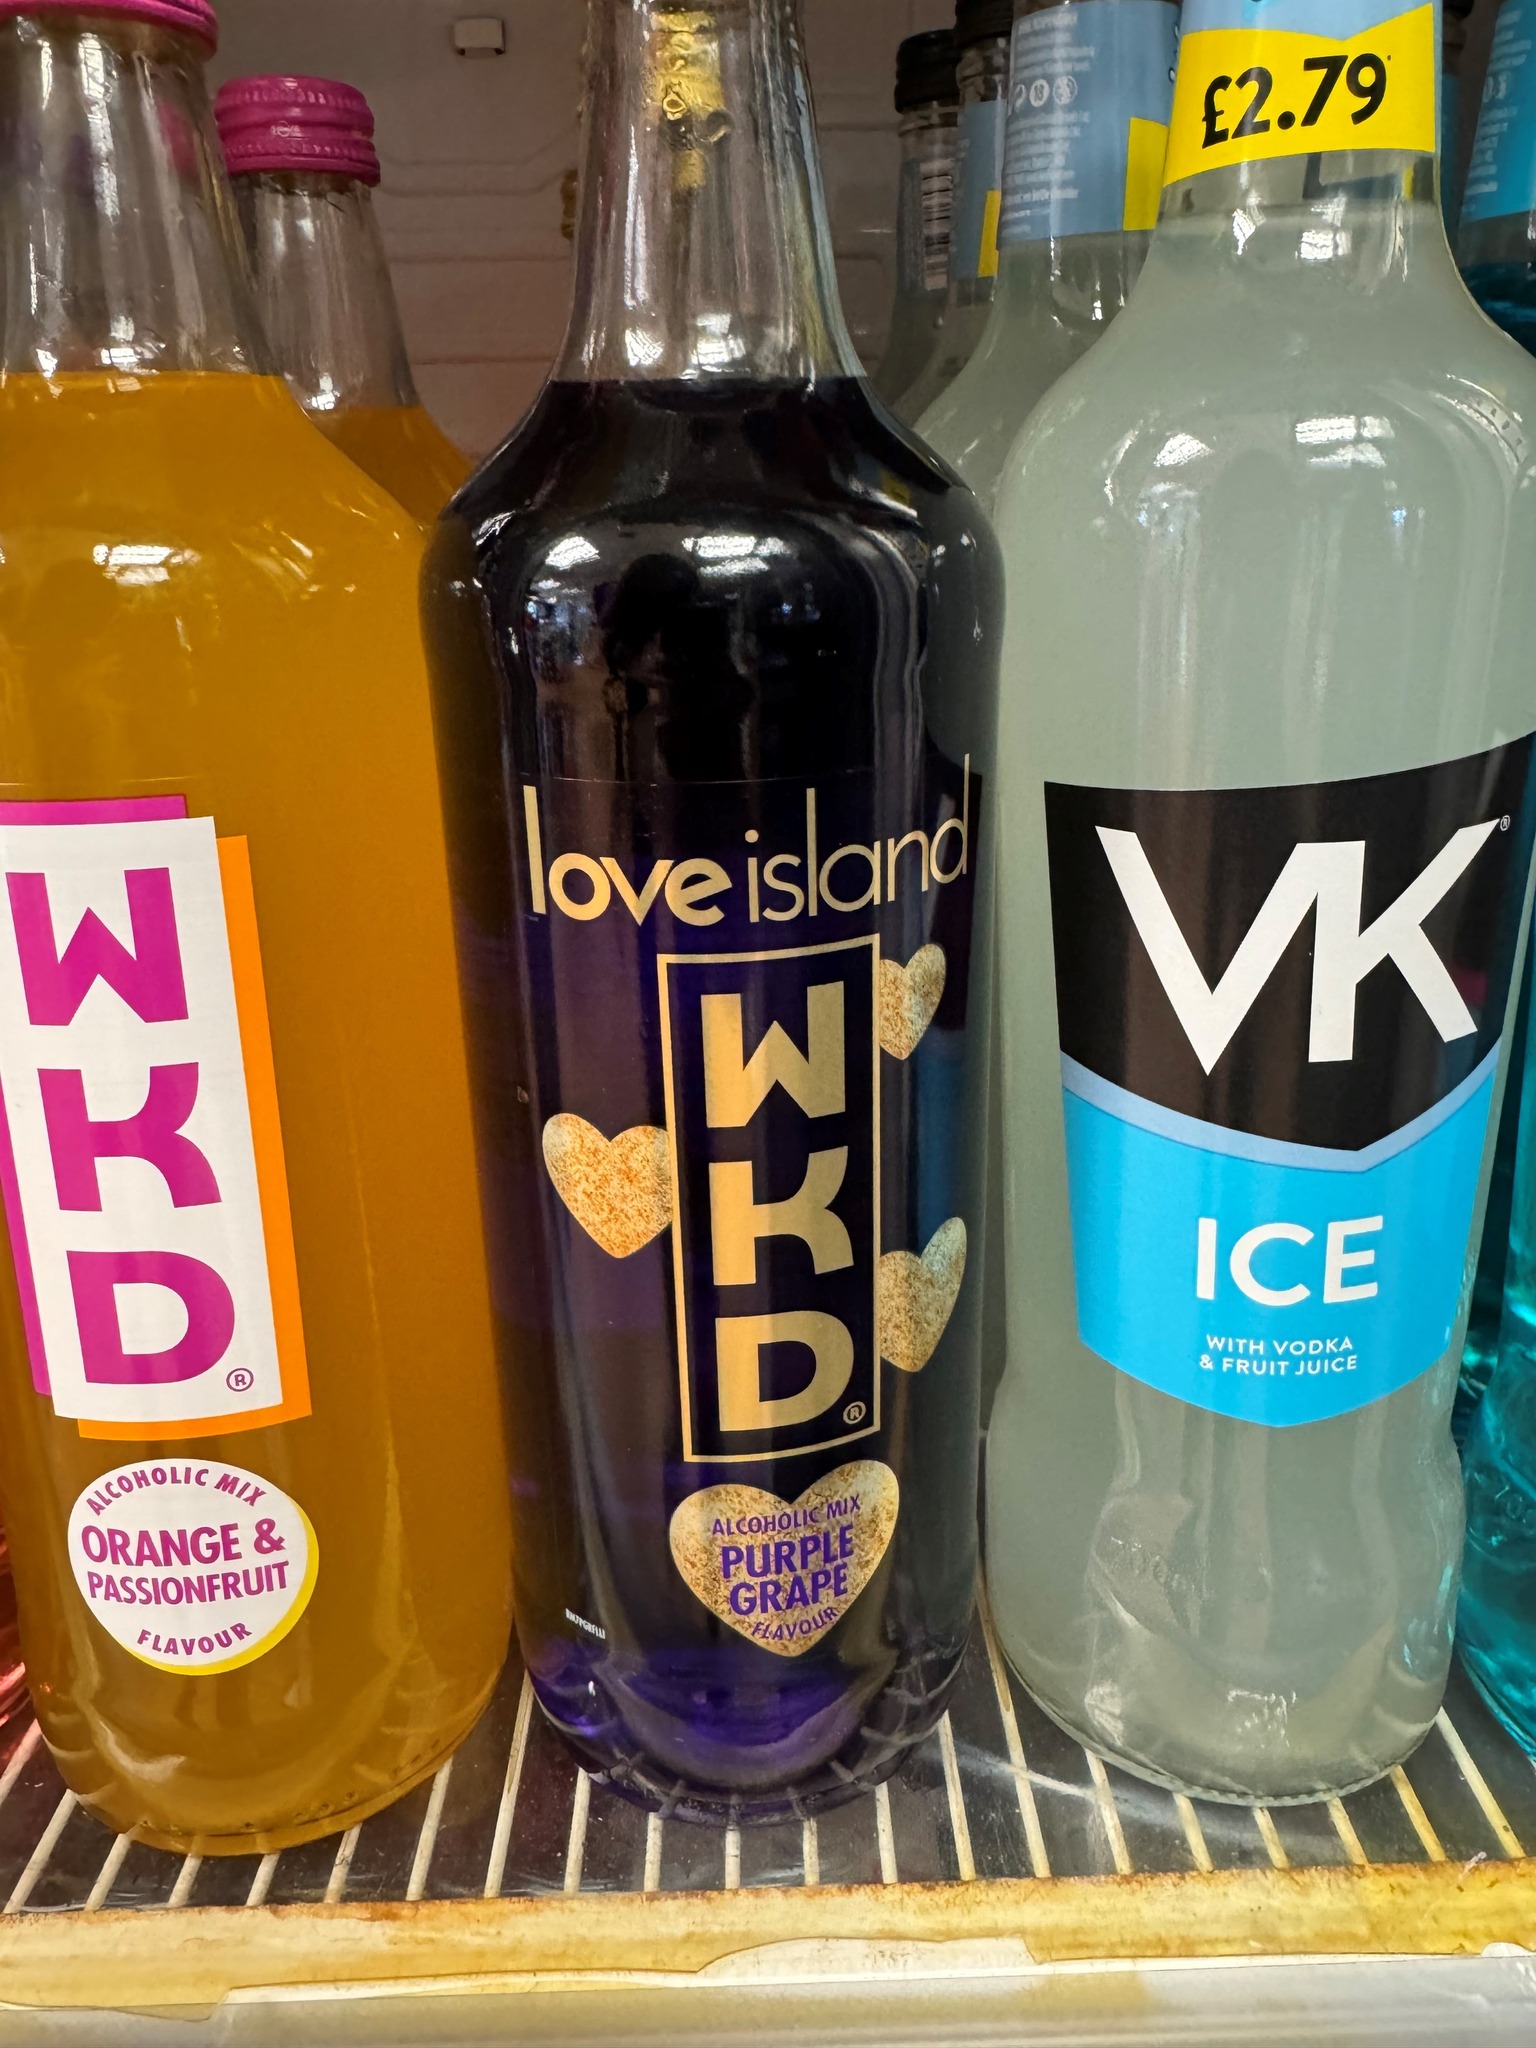 £2.79
WKD®
ALCOHOLIC MIX
ORANGE &
PASSIONFRUIT
FLAVOUR
love island
WKD®
ALCOHOLIC MIX
PURPLE
GRAPE
FLAVOUR
VK®
ICE
WITH VODKA
& FRUIT JUICE